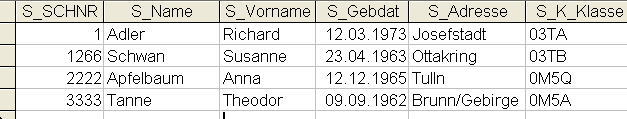 S_SCHNR S_Name S_Vorname S_Gebdat S_Adresse S_K_Klasse
1 Adler Richard 12.03.1973 Josefstadt 03TA
1266 Schwan Susanne 23.04.1963 Ottakring 03TB
2222 Apfelbaum Anna 12.12.1965 Tulln 0M5Q
3333 Tanne Theodor 09.09.1962 Brunn/Gebirge 0M5A